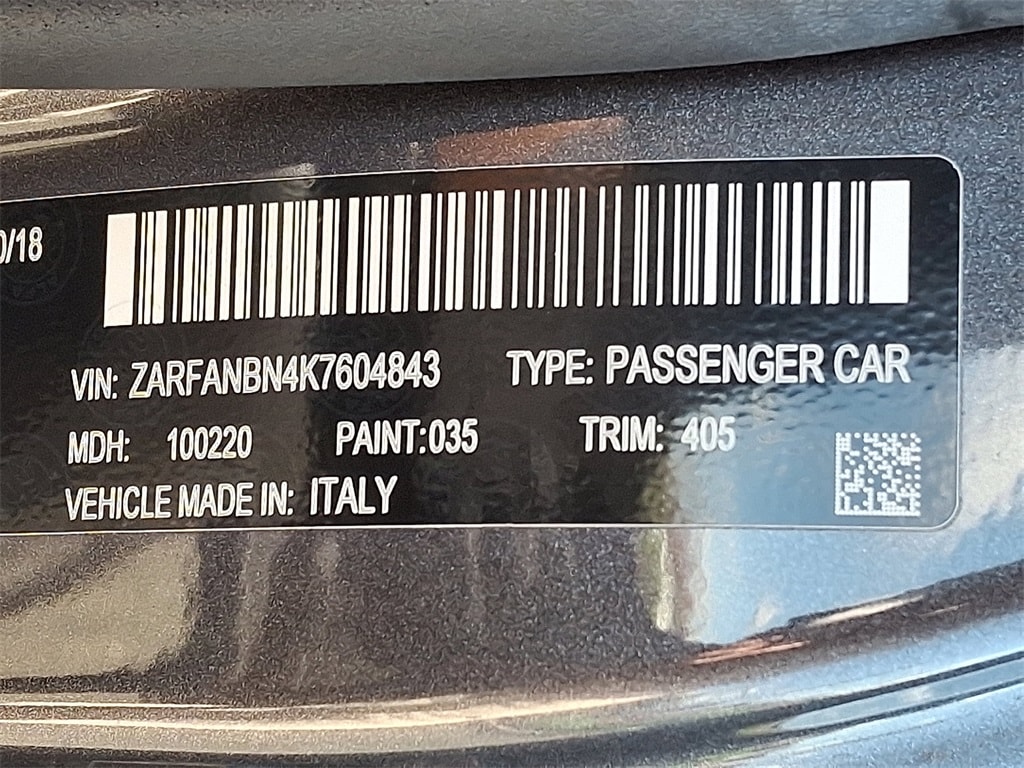 0/18
VIN: ZARFANBN4K7604843 TYPE: PASSENGER CAR
MDH: 100220 PAINT:035 TRIM: 405
VEHICLE MADE IN: ITALY